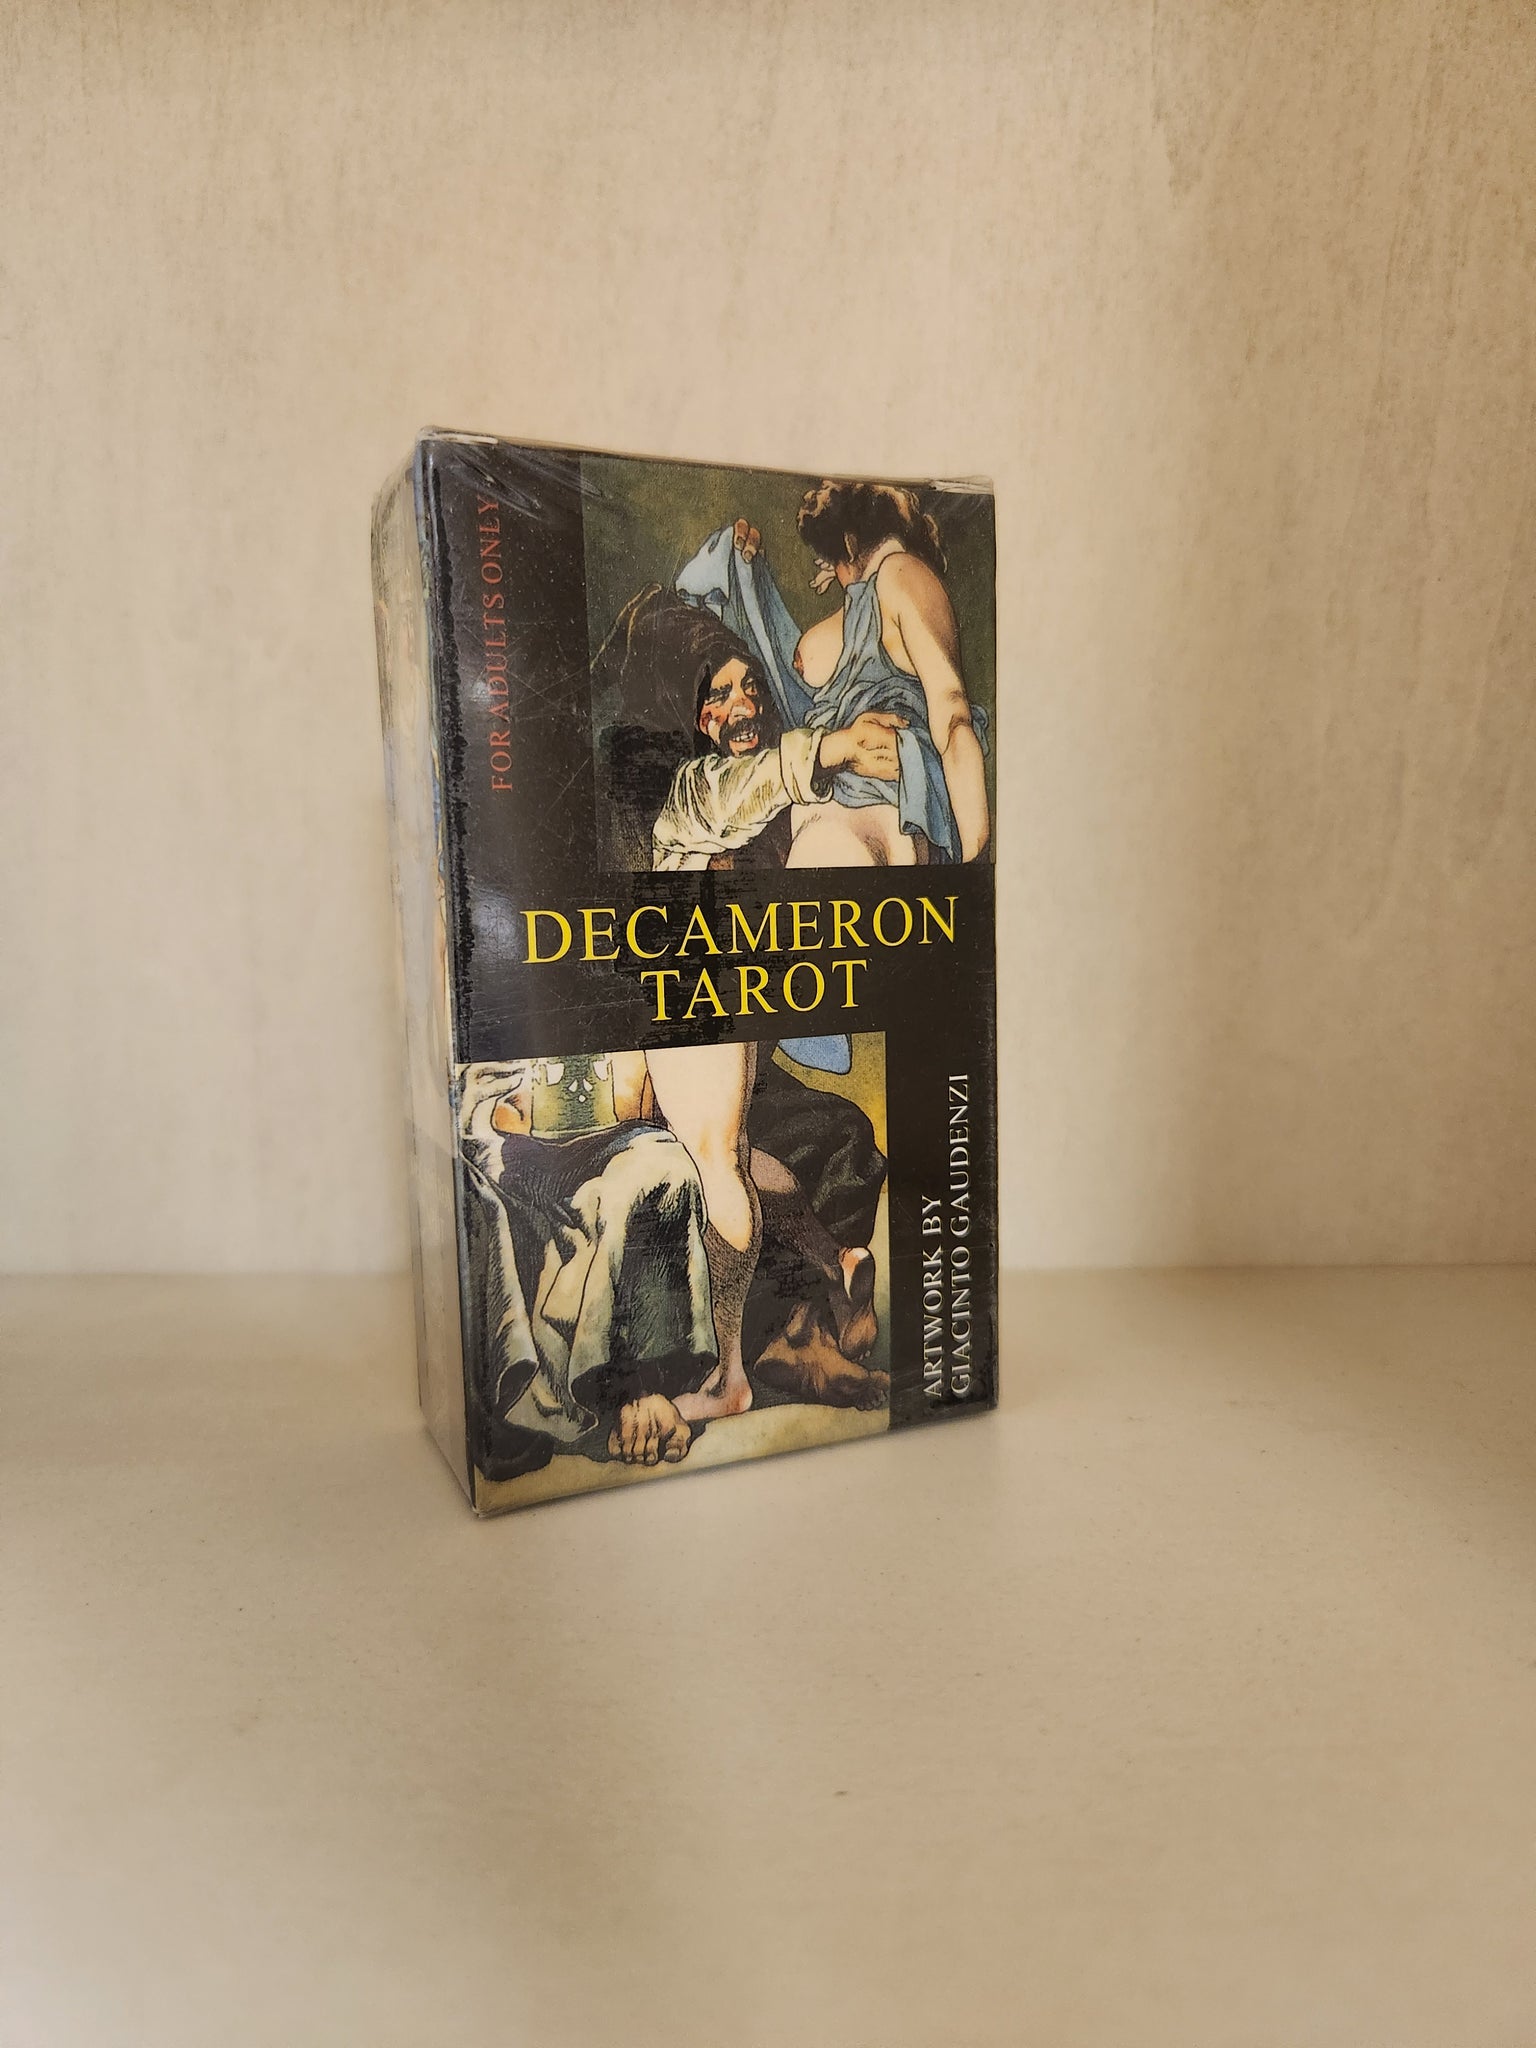 FOR ADULTS ONLY
DECAMERON
TAROT
ARTWORK BY
GIACINTO GAUDENZI